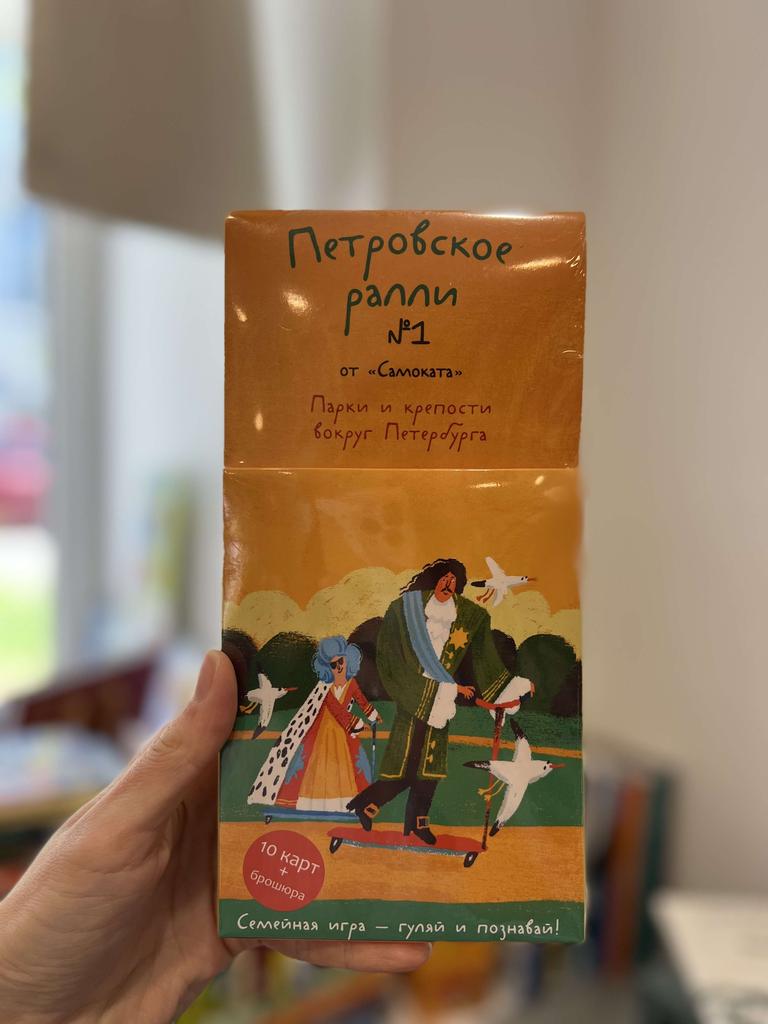 Петровское
ралли
№1
от «Самоката»
Парки и крепости
вокруг Петербурга
10 карт
+
брошюра
Семейная игра — гуляй и познавай!